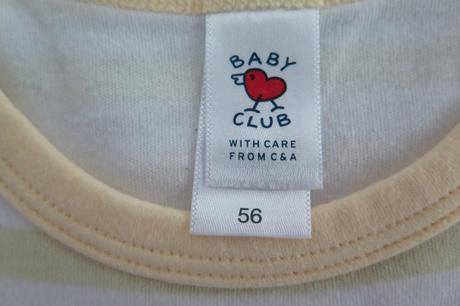 BABY
CLUB
WITH CARE
FROM C&A
56